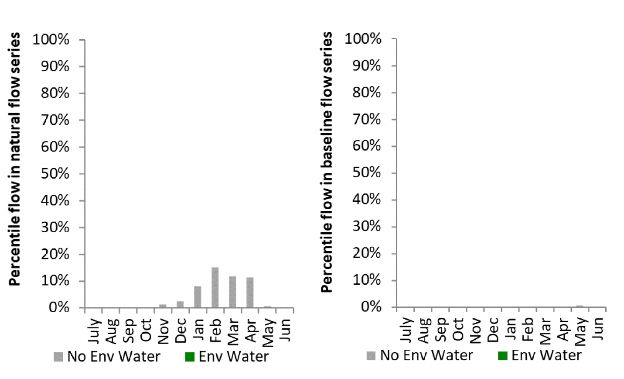 Percentile flow in natural flow series
100%
90%
80%
70%
60%
50%
40%
30%
20%
10%
0%
July
Aug
Sep
Oct
Nov
Dec
Jan
Feb
Mar
Apr
May
Jun
No Env Water
Env Water
Percentile flow in baseline flow series
100%
90%
80%
70%
60%
50%
40%
30%
20%
10%
0%
July
Aug
Sep
Oct
Nov
Dec
Jan
Feb
Mar
Apr
May
Jun
No Env Water
Env Water